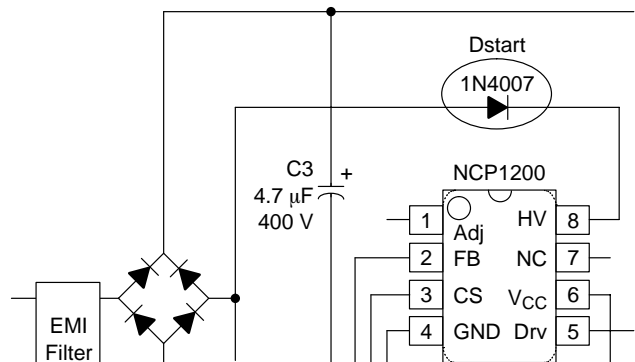 Dstart
1N4007
C3
+
4.7 μF
400 V
NCP1200
1
Adj
HV
8
2
FB
NC
7
3
CS
VCC
6
4
GND
Drv
5
EMI
Filter